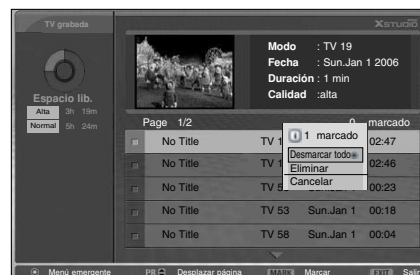 TV grabada
XSTUDIO
Modo : TV 19
Fecha : Sun.Jan 1 2006
Duración : 1 min
Calidad :alta
Espacio lib.
Alta 3h 19m
Normal 5h 24m
Page 1/2 0 marcado
No Title TV 1 02:47
No Title TV 1 02:46
No Title TV 5 00:23
No Title TV 53 Sun.Jan 1 00:18
No Title TV 58 Sun.Jan 1 00:04
1 marcado
Desmarcar todo
Eliminar
Cancelar
Menú emergente PR Desplazar página MARK Marcar EXIT Salir